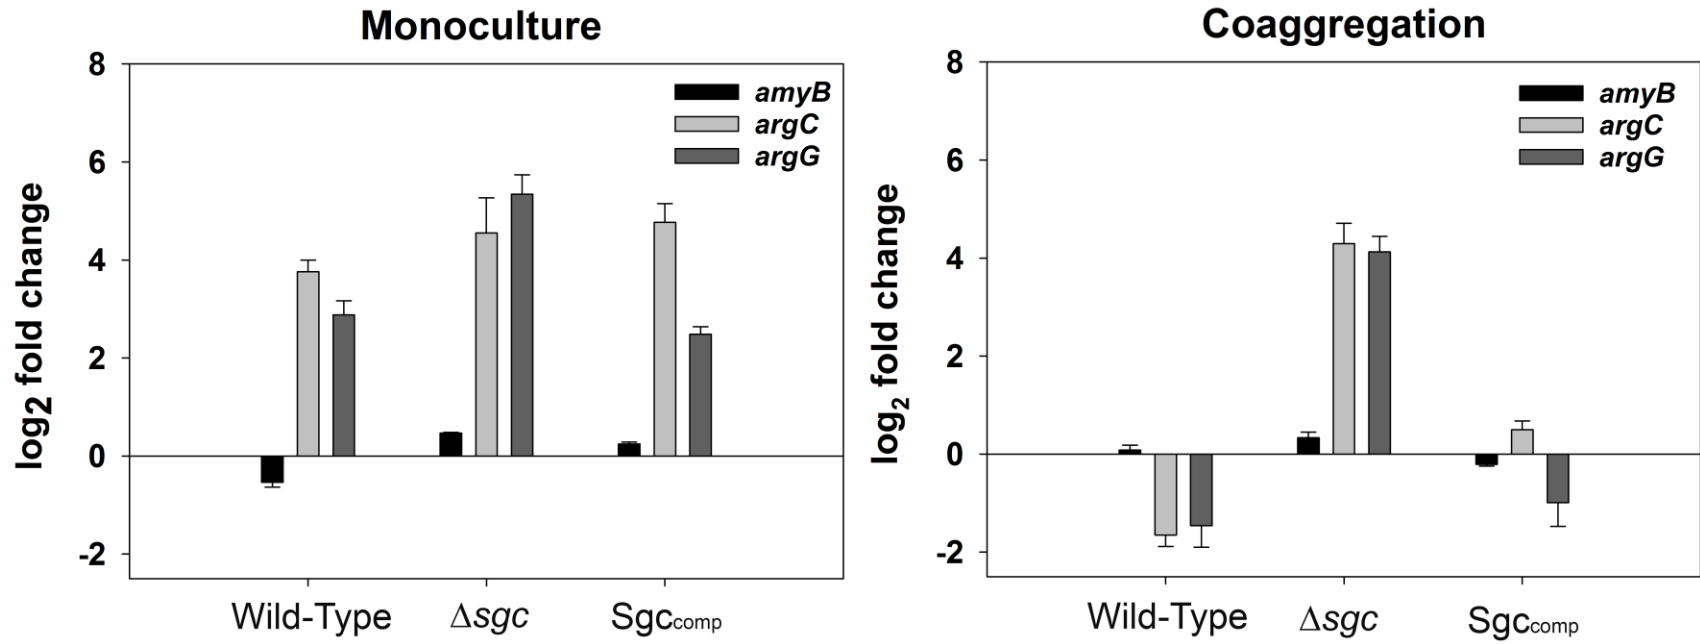 Monoculture
log2 fold change
8
6
4
2
0
-2
amyB
argC
argG
Wild-Type
Δsgc
Sgccomp
Coaggregation
log2 fold change
8
6
4
2
0
-2
amyB
argC
argG
Wild-Type
Δsgc
Sgccomp